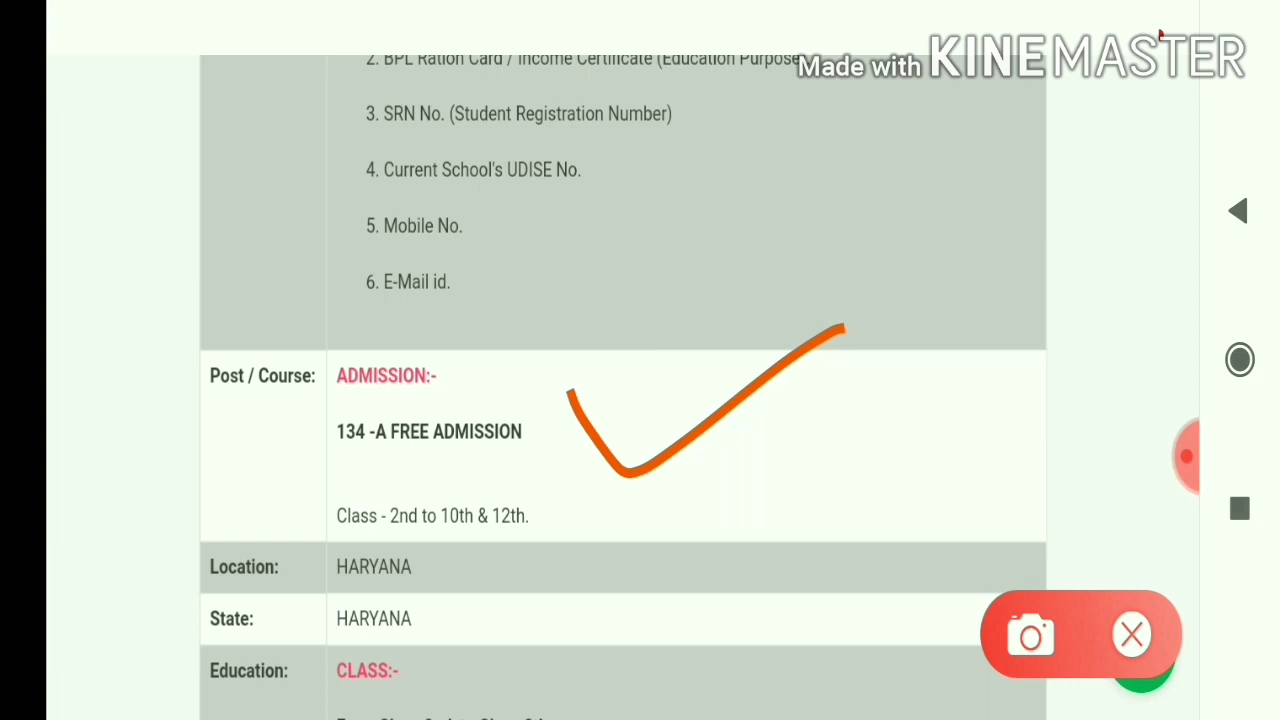 2. BPL Ration Card / Income Certificate (Education Purpose
Made with KINEMASTER
3. SRN No. (Student Registration Number)
4. Current School's UDISE No.
5. Mobile No.
6. E-Mail id.
Post / Course: ADMISSION:-
134 -A FREE ADMISSION
Class - 2nd to 10th & 12th.
Location: HARYANA
State: HARYANA
Education: CLASS:-